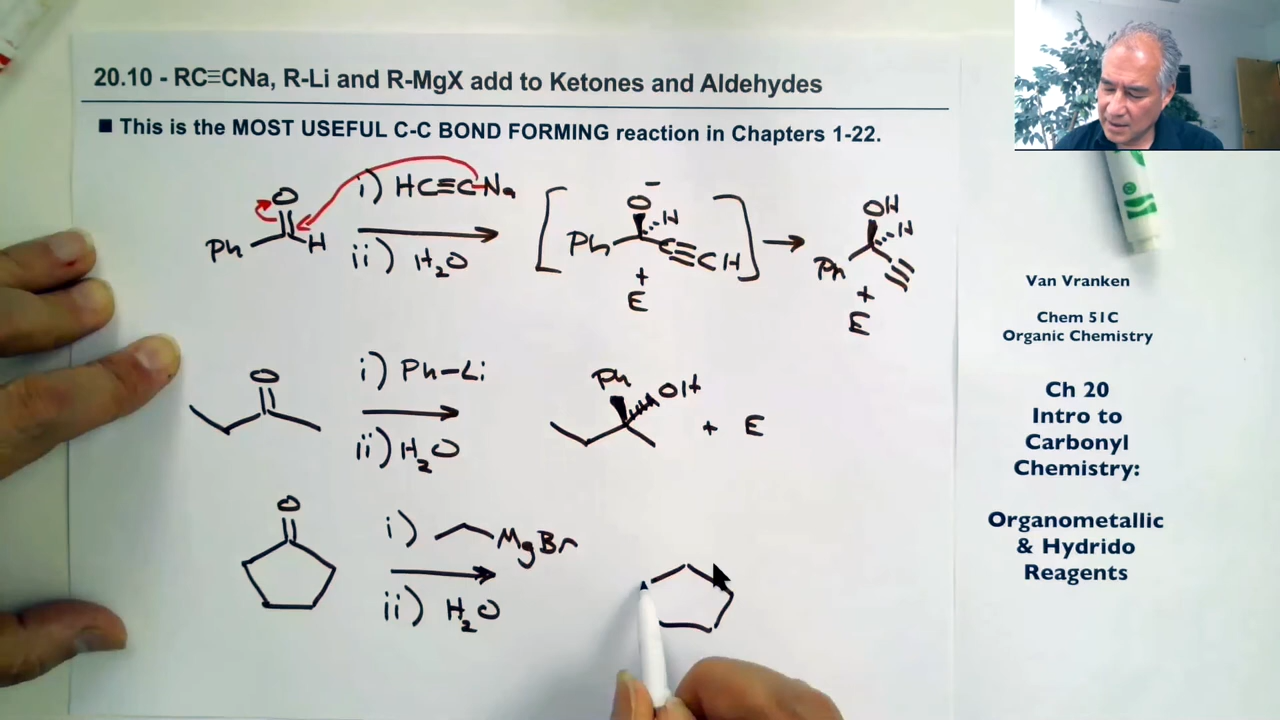 20.10 - RC≡CNa, R-Li and R-MgX add to Ketones and Aldehydes
■ This is the MOST USEFUL C-C BOND FORMING reaction in Chapters 1-22.
O
Ph
H
i) HC≡C-Na
ii) H₂O
O⁻
H
Ph
C≡CH
+
E
OH
H
Ph
+
E
O
i) Ph-Li
ii) H₂O
Ph
OH
+ E
O
i) MgBr
ii) H₂O
Van Vranken
Chem 51C
Organic Chemistry
Ch 20
Intro to
Carbonyl
Chemistry:
Organometallic
& Hydrido
Reagents